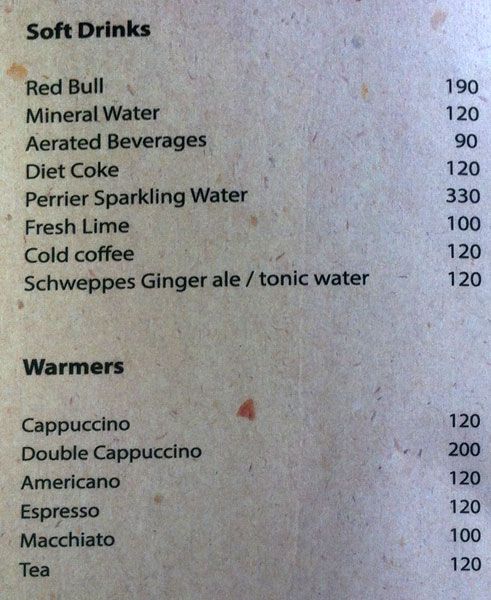 Soft Drinks
Red Bull 190
Mineral Water 120
Aerated Beverages 90
Diet Coke 120
Perrier Sparkling Water 330
Fresh Lime 100
Cold coffee 120
Schweppes Ginger ale / tonic water 120
Warmers
Cappuccino 120
Double Cappuccino 200
Americano 120
Espresso 120
Macchiato 100
Tea 120